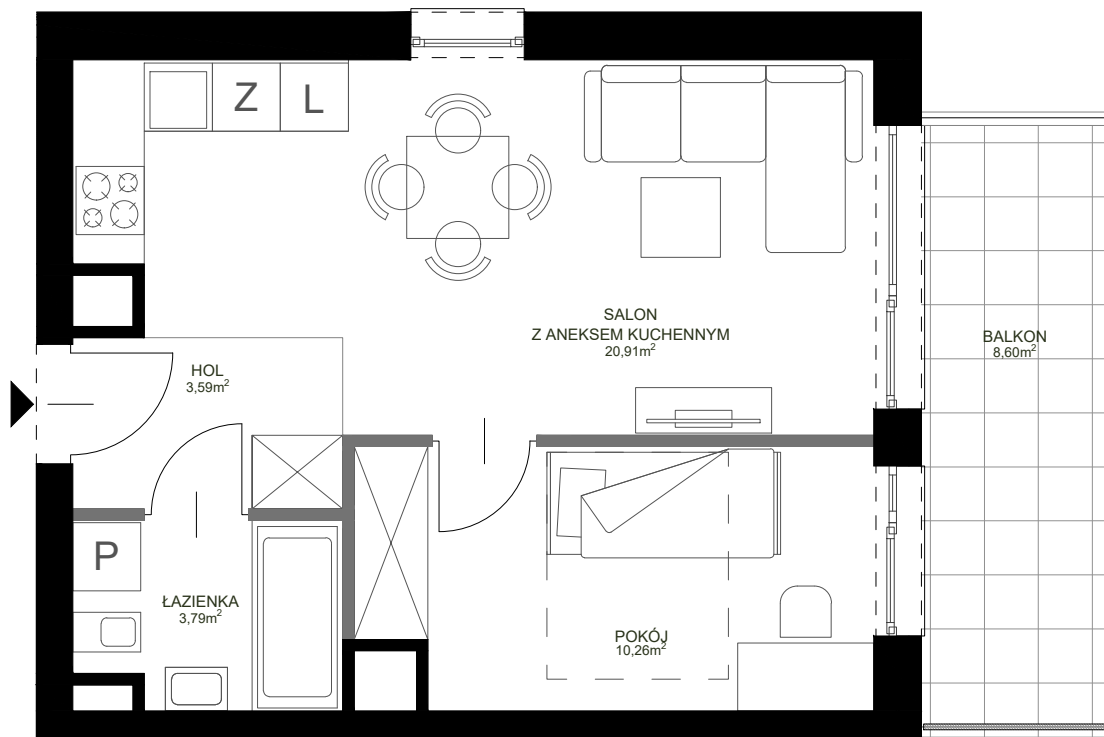 Z
L
SALON
Z ANEKSEM KUCHENNYM
20,91m²
BALKON
8,60m²
HOL
3,59m²
P
ŁAZIENKA
3,79m²
POKÓJ
10,26m²